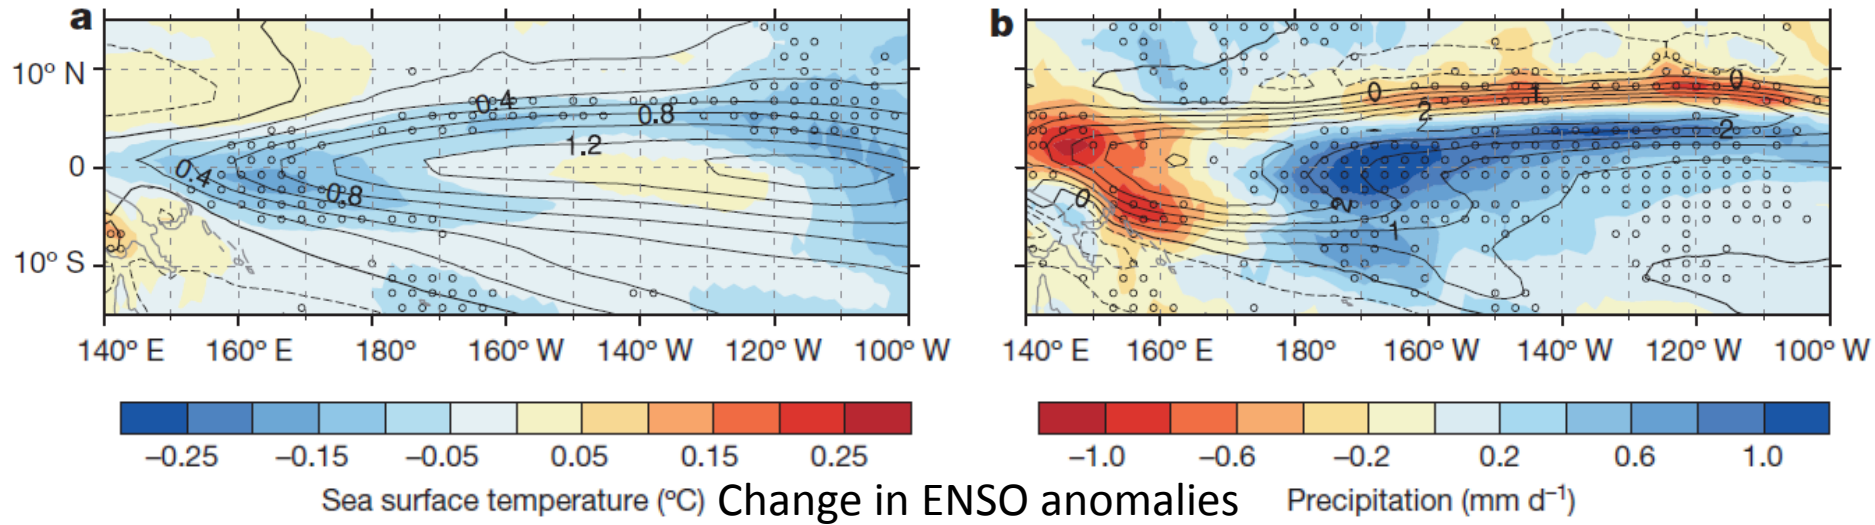 a
b
10° N
0
10° S
0.4
0.8
1.2
0.4
0.8
0
1
0
2
2
0
2
1
140° E 160° E 180° 160° W 140° W 120° W 100° W
140° E 160° E 180° 160° W 140° W 120° W 100° W
−0.25 −0.15 −0.05 0.05 0.15 0.25
−1.0 −0.6 −0.2 0.2 0.6 1.0
Sea surface temperature (°C) Change in ENSO anomalies Precipitation (mm d⁻¹)